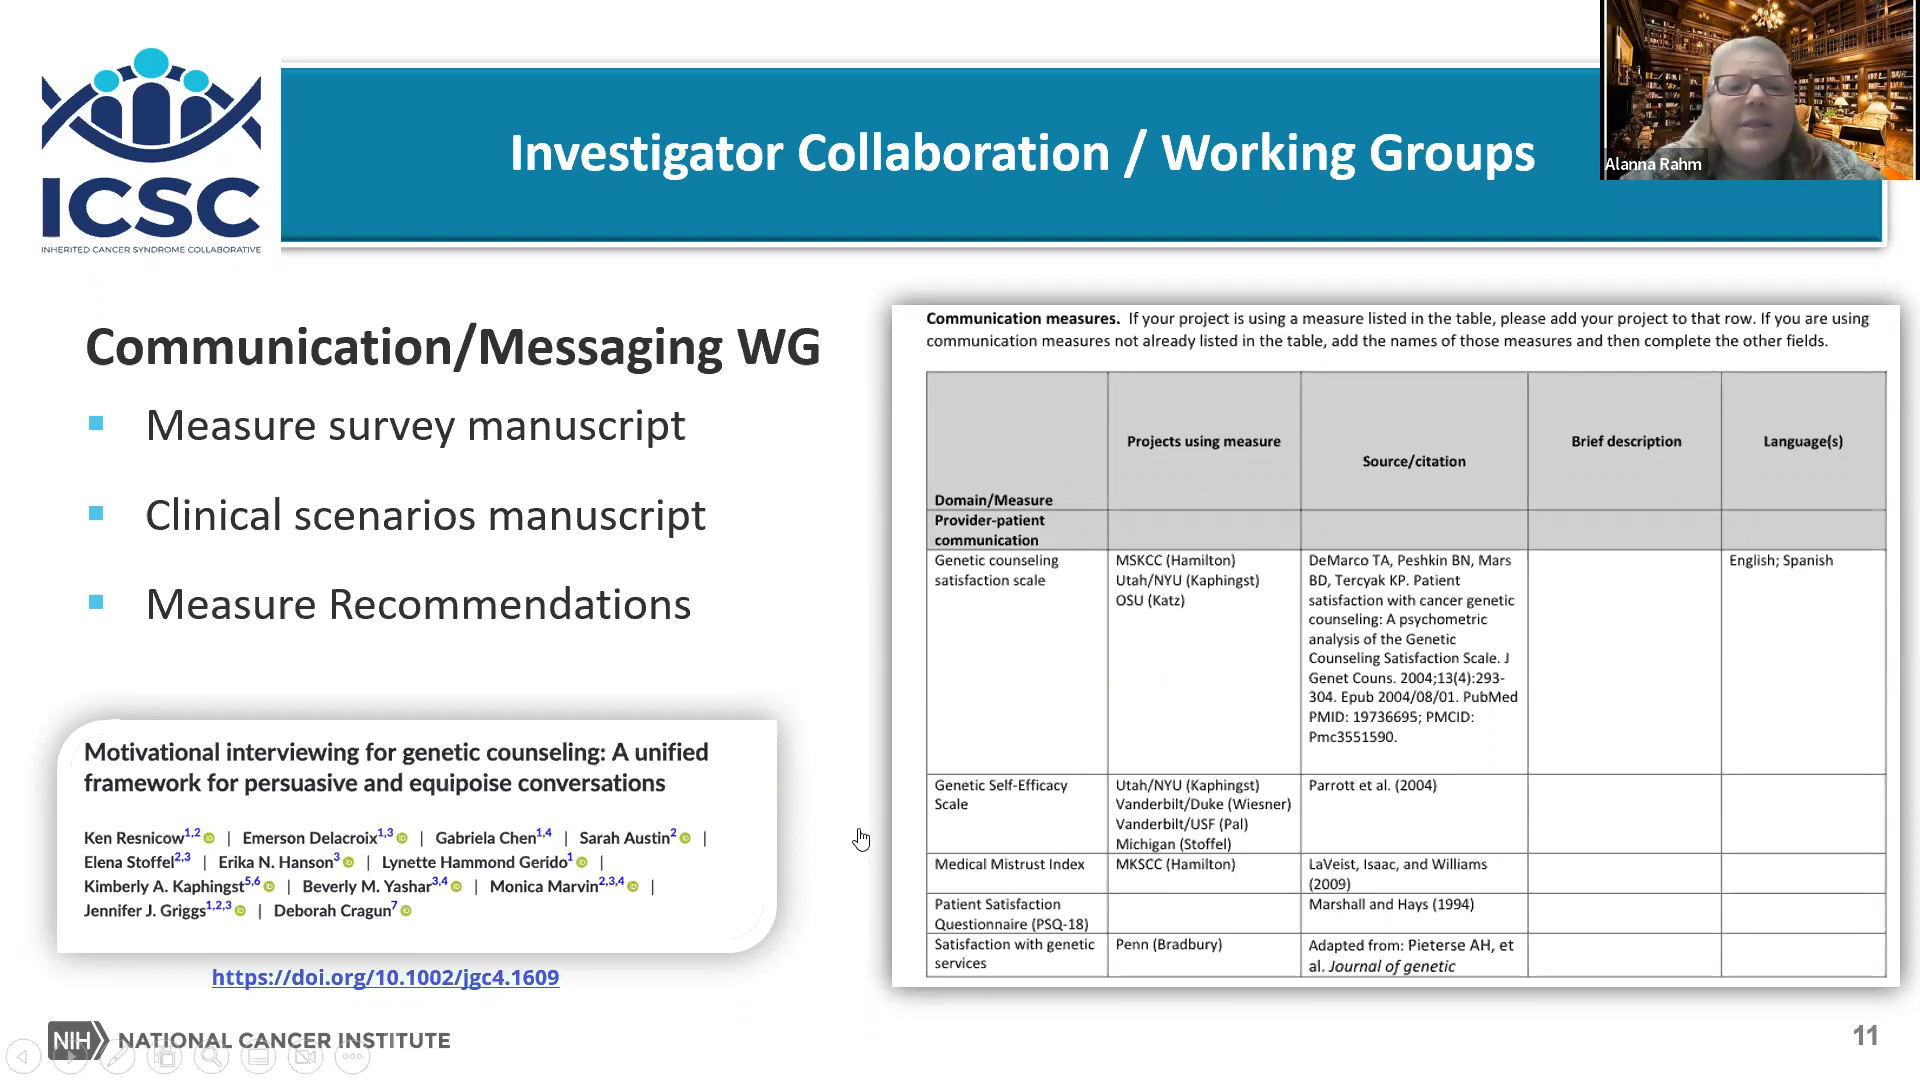 ICSC
INHERITED CANCER SYNDROME COLLABORATIVE
Investigator Collaboration / Working Groups
Alanna Rahm
Communication/Messaging WG
Measure survey manuscript
Clinical scenarios manuscript
Measure Recommendations
Motivational interviewing for genetic counseling: A unified
framework for persuasive and equipoise conversations
Ken Resnicow1,2 | Emerson Delacroix1,3 | Gabriela Chen1,4 | Sarah Austin2 |
Elena Stoffel2,3 | Erika N. Hanson3 | Lynette Hammond Gerido1 |
Kimberly A. Kaphingst5,6 | Beverly M. Yashar3,4 | Monica Marvin2,3,4 |
Jennifer J. Griggs1,2,3 | Deborah Cragun7
https://doi.org/10.1002/jgc4.1609
Communication measures. If your project is using a measure listed in the table, please add your project to that row. If you are using
communication measures not already listed in the table, add the names of those measures and then complete the other fields.
Domain/Measure
Projects using measure
Source/citation
Brief description
Language(s)
Provider-patient
communication
Genetic counseling
satisfaction scale
MSKCC (Hamilton)
Utah/NYU (Kaphingst)
OSU (Katz)
DeMarco TA, Peshkin BN, Mars
BD, Tercyak KP. Patient
satisfaction with cancer genetic
counseling: A psychometric
analysis of the Genetic
Counseling Satisfaction Scale. J
Genet Couns. 2004;13(4):293-
304. Epub 2004/08/01. PubMed
PMID: 19736695; PMCID:
Pmc3551590.
English; Spanish
Genetic Self-Efficacy
Scale
Utah/NYU (Kaphingst)
Vanderbilt/Duke (Wiesner)
Vanderbilt/USF (Pal)
Michigan (Stoffel)
Parrott et al. (2004)
Medical Mistrust Index
MKSCC (Hamilton)
LaVeist, Isaac, and Williams
(2009)
Patient Satisfaction
Questionnaire (PSQ-18)
Marshall and Hays (1994)
Satisfaction with genetic
services
Penn (Bradbury)
Adapted from: Pieterse AH, et
al. Journal of genetic
NIH NATIONAL CANCER INSTITUTE
11